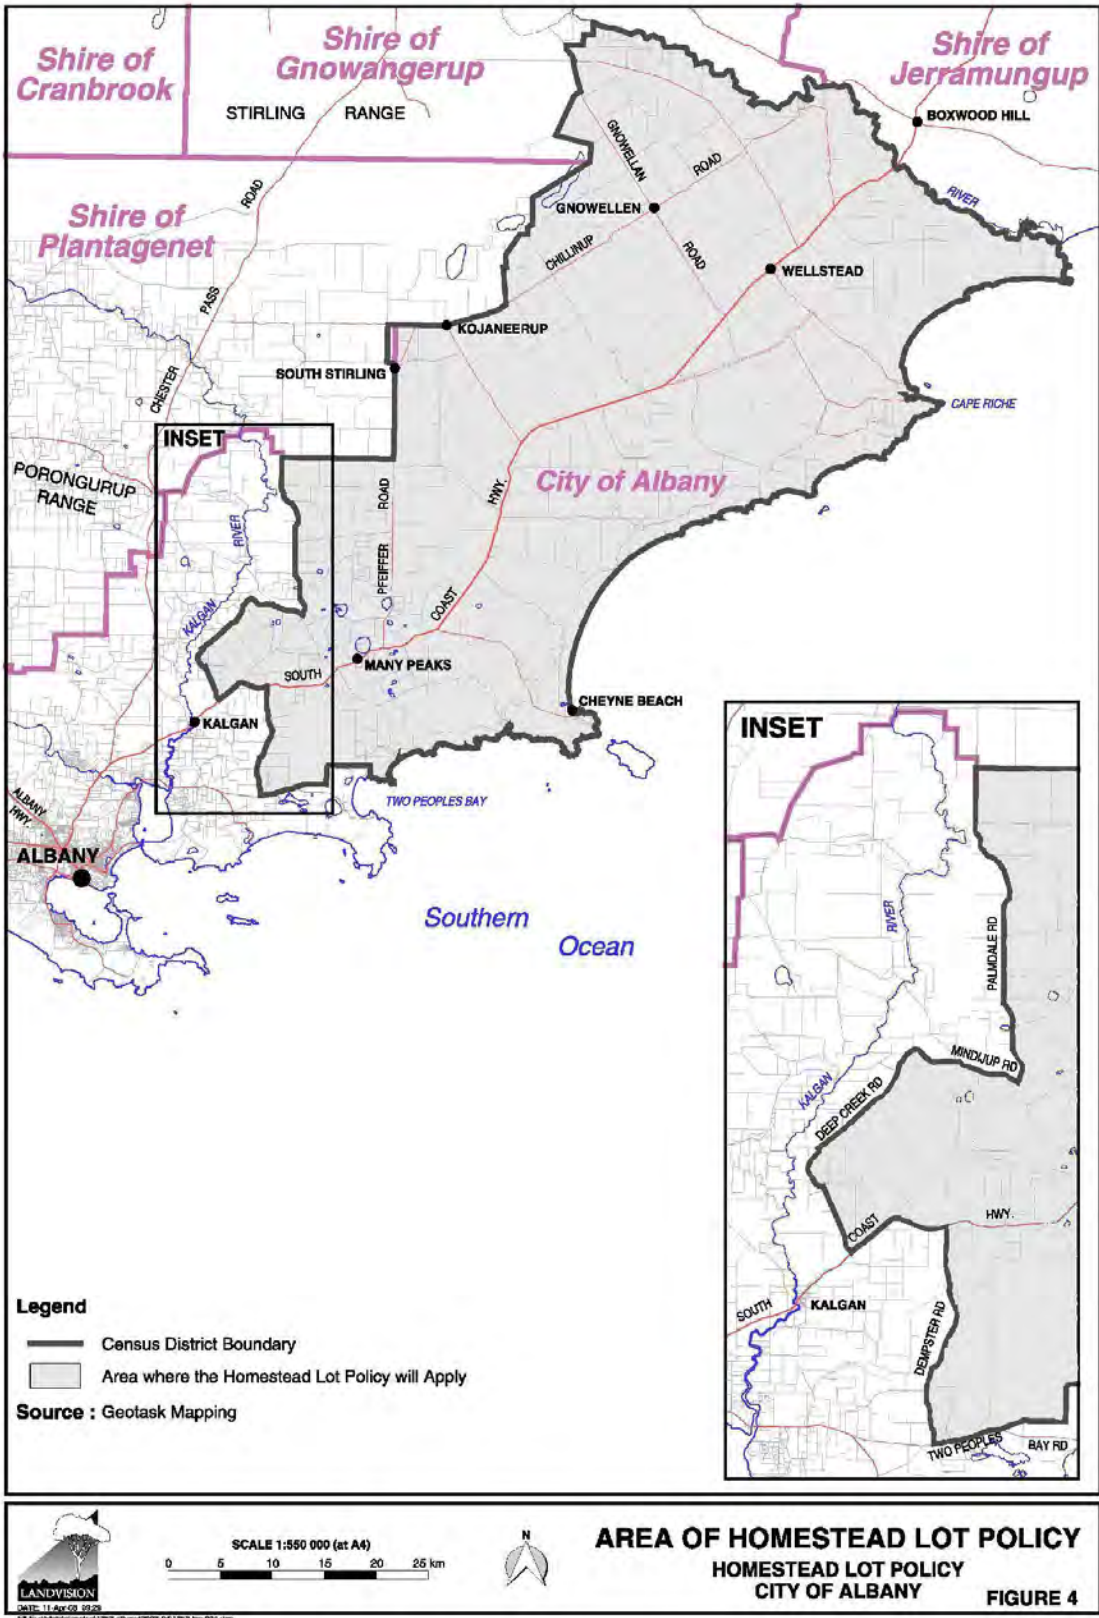 Shire of
Cranbrook
Shire of
Gnowangerup
Shire of
Jerramungup
STIRLING RANGE
BOXWOOD HILL
GNOWELLAN
ROAD
ROAD
GNOWELLEN
RIVER
Shire of
Plantagenet
CHILLINUP
ROAD
WELLSTEAD
PASS
KOJANEERUP
SOUTH STIRLING
CHESTER
CAPE RICHE
INSET
PORONGURUP
RANGE
City of Albany
ROAD
HWY.
RIVER
PFEIFFER
COAST
KALGAN
SOUTH
MANY PEAKS
KALGAN
CHEYNE BEACH
TWO PEOPLES BAY
ALBANY
HWY.
ALBANY
Southern
Ocean
INSET
RIVER
PALMDALE RD
MINDIJUP RD
KALGAN
DEEP CREEK RD
COAST
HWY.
SOUTH
KALGAN
DEMPSTER RD
TWO PEOPLES
BAY RD
Legend
Census District Boundary
Area where the Homestead Lot Policy will Apply
Source : Geotask Mapping
LANDVISION
SCALE 1:550 000 (at A4)
0 5 10 15 20 25 km
N
AREA OF HOMESTEAD LOT POLICY
HOMESTEAD LOT POLICY
CITY OF ALBANY
FIGURE 4